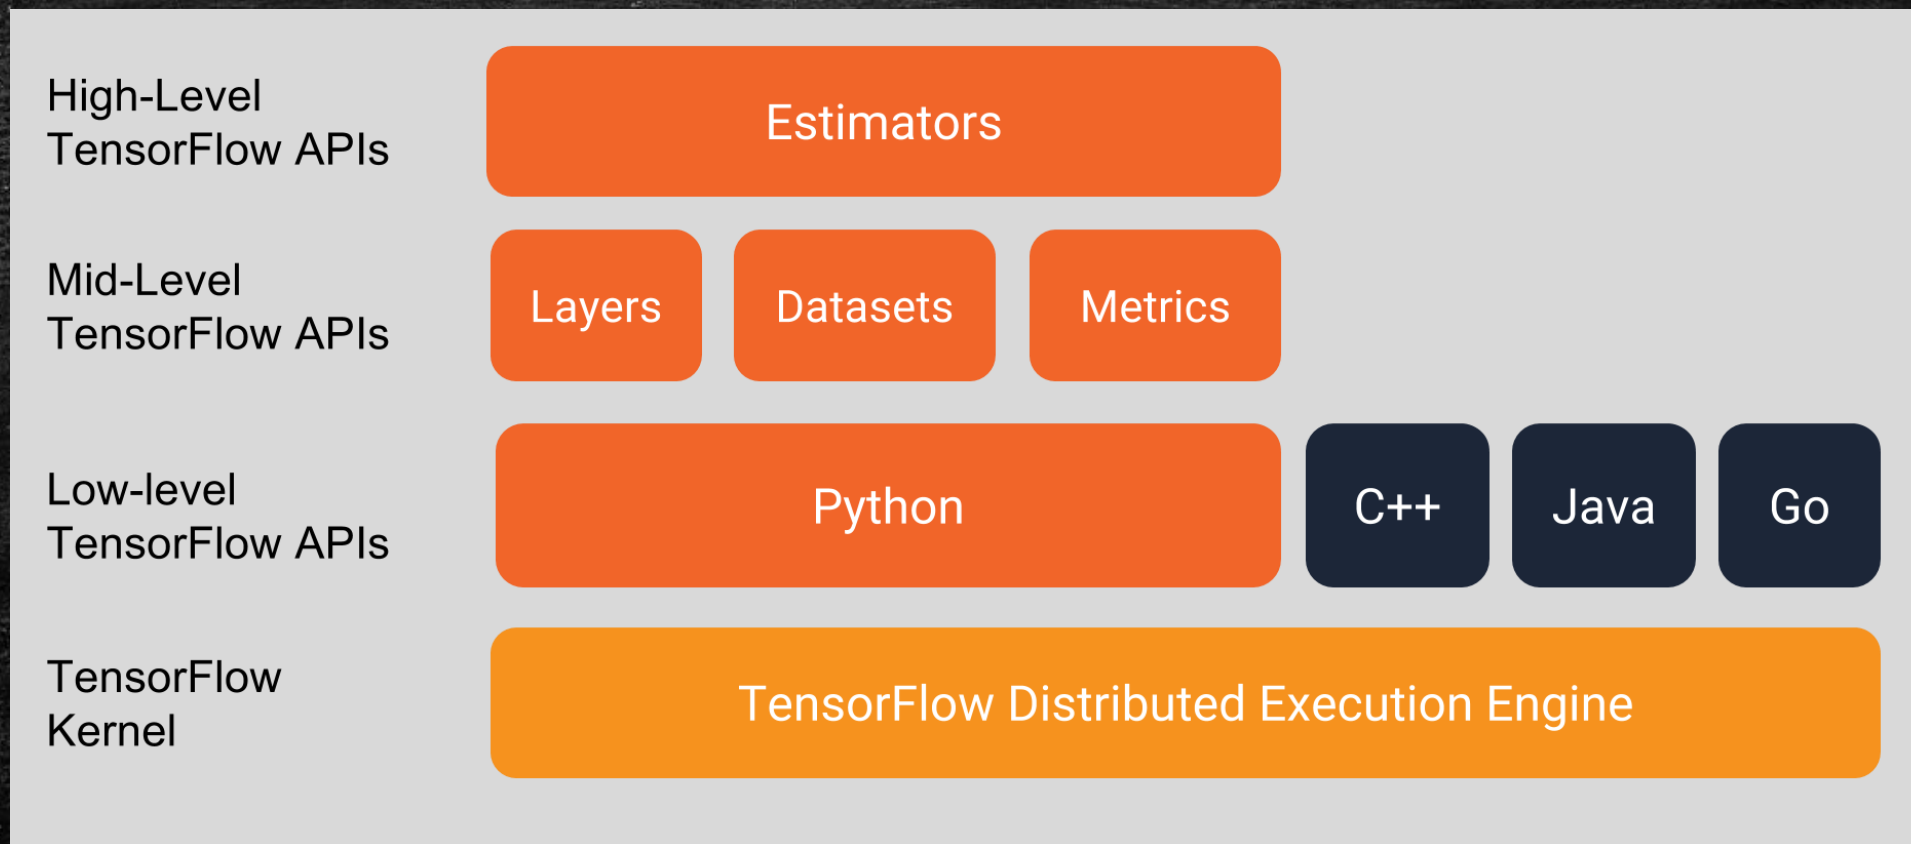 High-Level
TensorFlow APIs
Estimators
Mid-Level
TensorFlow APIs
Layers
Datasets
Metrics
Low-level
TensorFlow APIs
Python
C++
Java
Go
TensorFlow
Kernel
TensorFlow Distributed Execution Engine